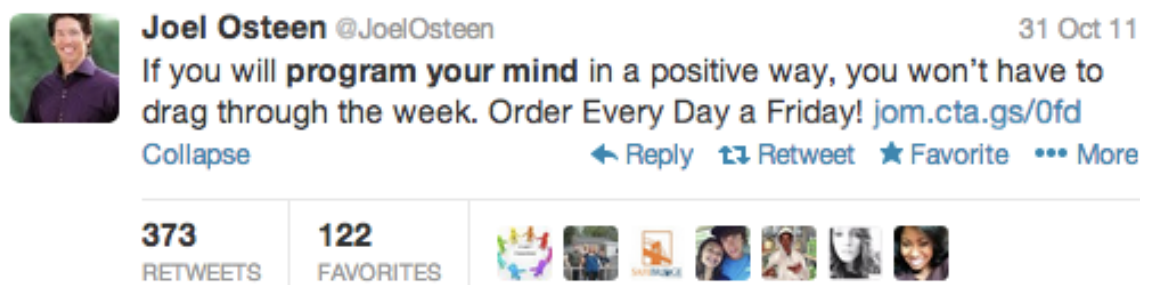 Joel Osteen @JoelOsteen 31 Oct 11
If you will program your mind in a positive way, you won't have to
drag through the week. Order Every Day a Friday! jom.cta.gs/0fd
Collapse Reply Retweet Favorite More
373 122
RETWEETS FAVORITES